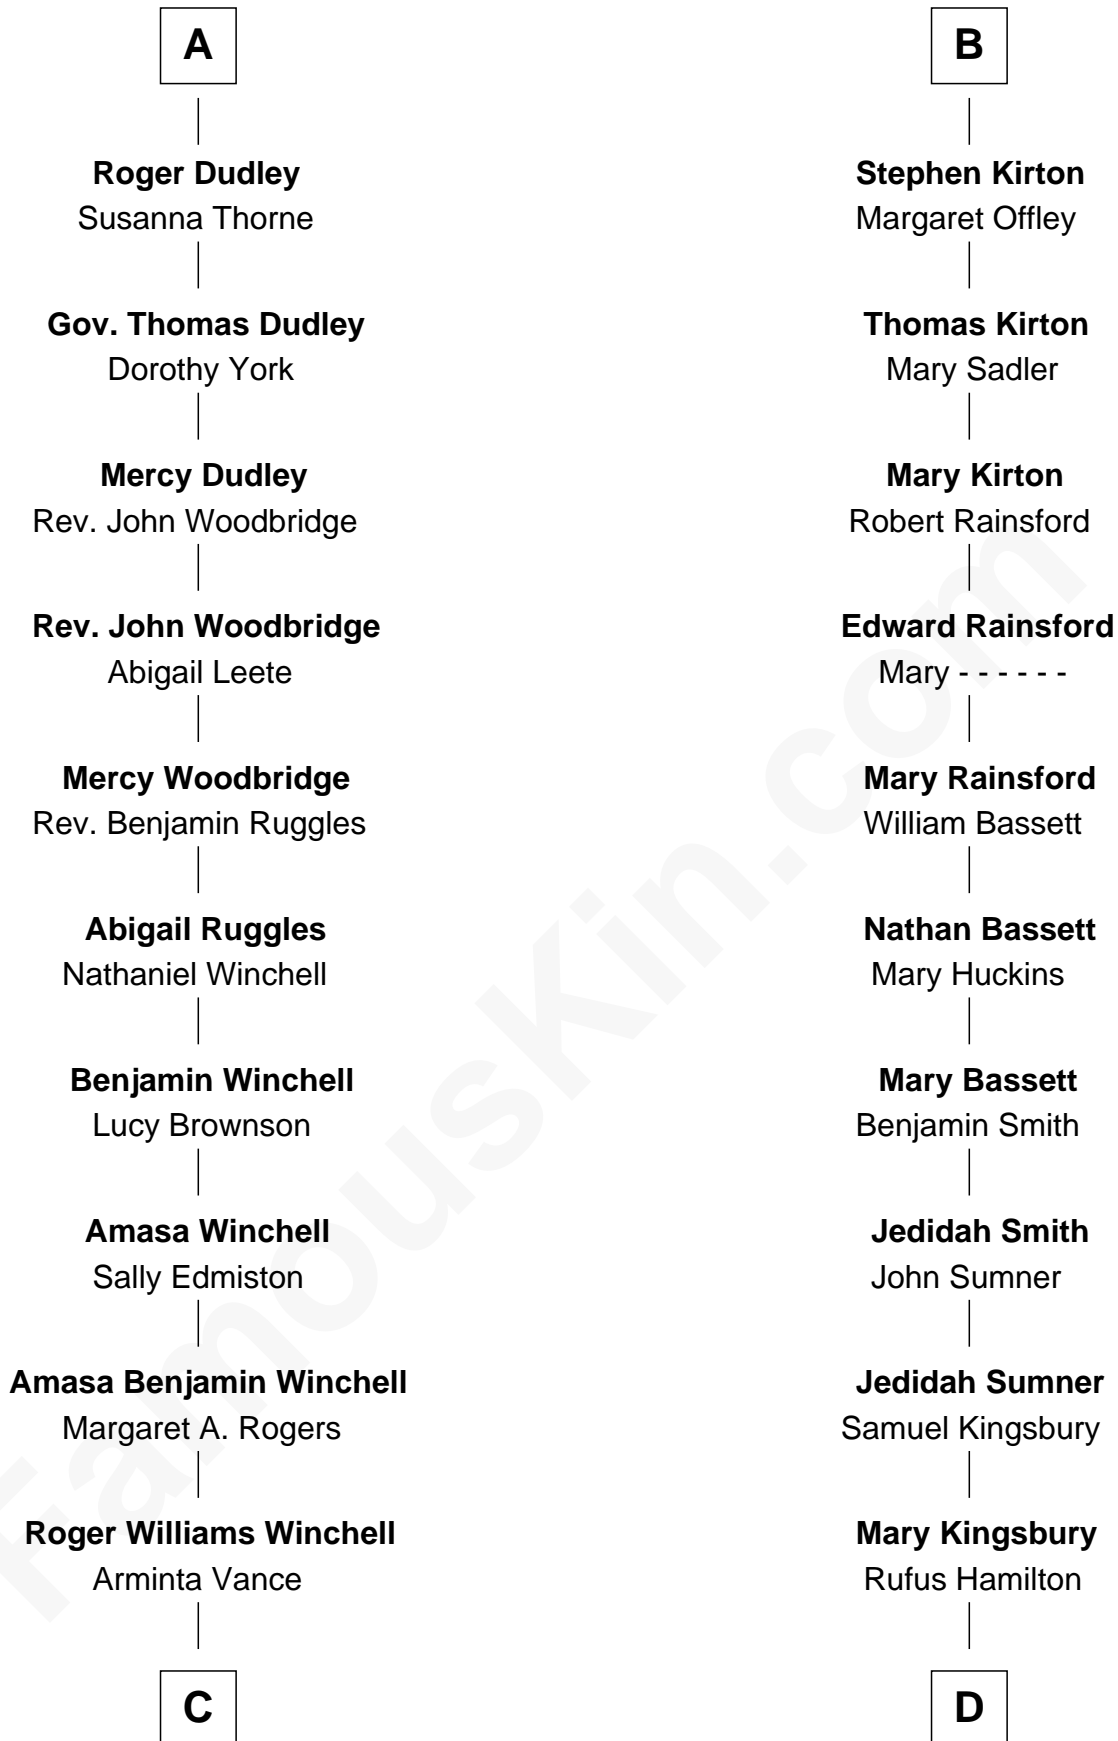 A
Roger Dudley
Susanna Thorne
Gov. Thomas Dudley
Dorothy York
Mercy Dudley
Rev. John Woodbridge
Rev. John Woodbridge
Abigail Leete
Mercy Woodbridge
Rev. Benjamin Ruggles
Abigail Ruggles
Nathaniel Winchell
Benjamin Winchell
Lucy Brownson
Amasa Winchell
Sally Edmiston
Amasa Benjamin Winchell
Margaret A. Rogers
Roger Williams Winchell
Arminta Vance
C
B
Stephen Kirton
Margaret Offley
Thomas Kirton
Mary Sadler
Mary Kirton
Robert Rainsford
Edward Rainsford
Mary - - - - - -
Mary Rainsford
William Bassett
Nathan Bassett
Mary Huckins
Mary Bassett
Benjamin Smith
Jedidah Smith
John Sumner
Jedidah Sumner
Samuel Kingsbury
Mary Kingsbury
Rufus Hamilton
D
FamousKin.com